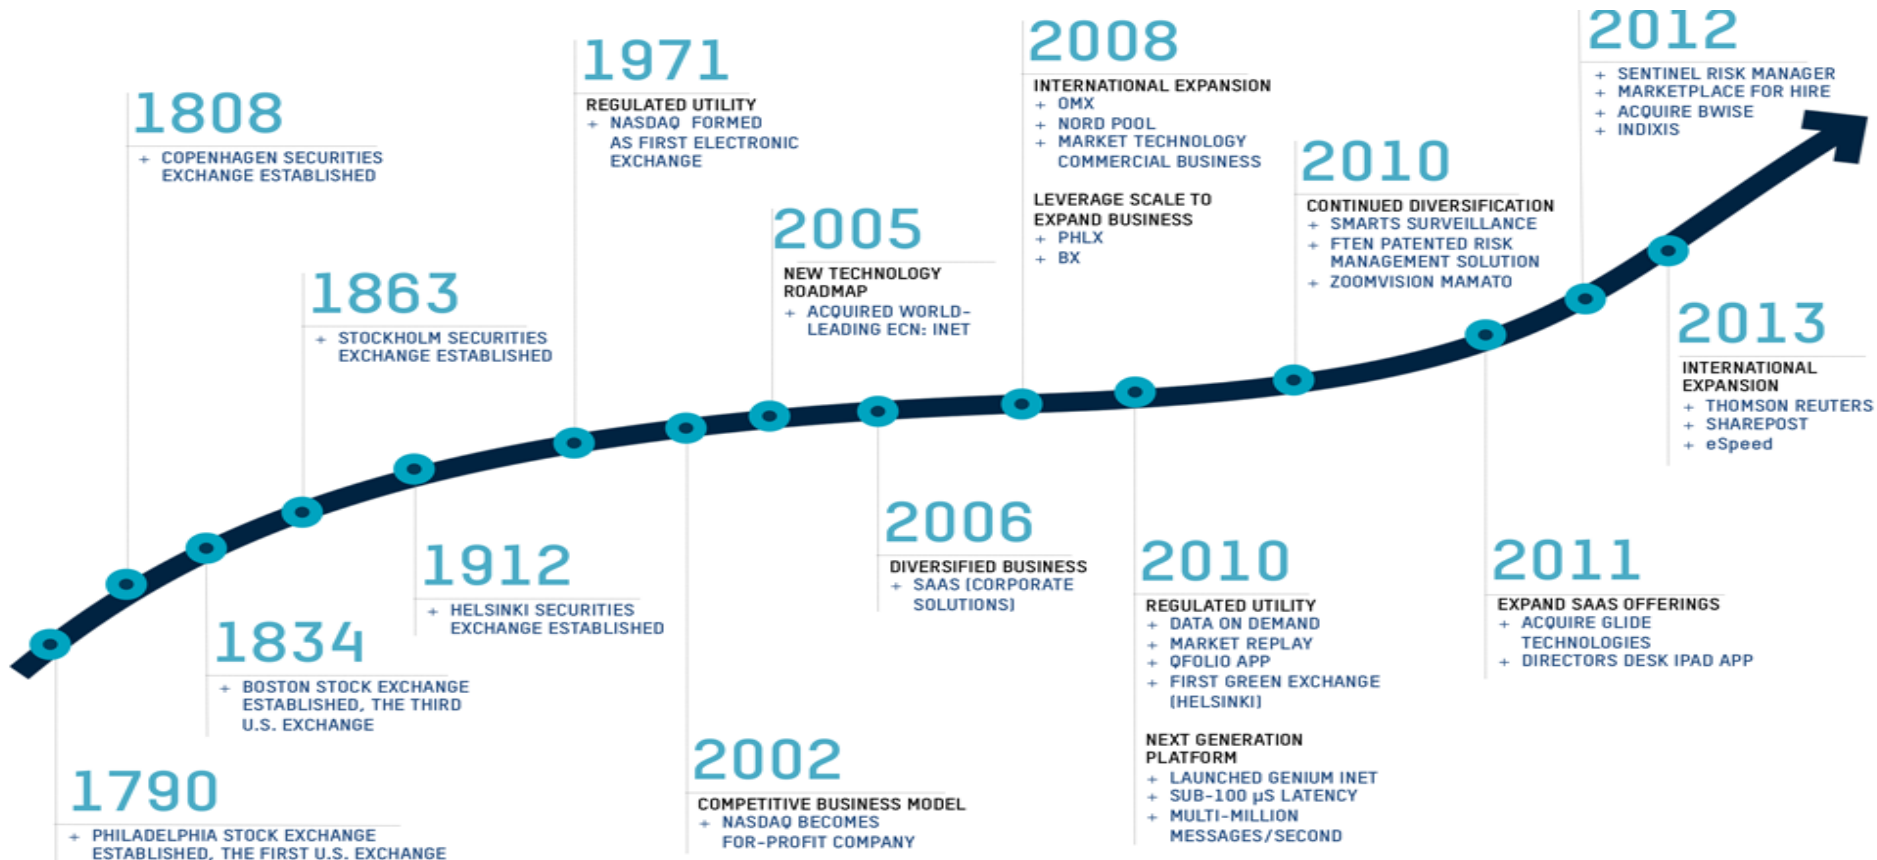 1790
+ PHILADELPHIA STOCK EXCHANGE
ESTABLISHED, THE FIRST U.S. EXCHANGE
1808
+ COPENHAGEN SECURITIES
EXCHANGE ESTABLISHED
1834
+ BOSTON STOCK EXCHANGE
ESTABLISHED, THE THIRD
U.S. EXCHANGE
1863
+ STOCKHOLM SECURITIES
EXCHANGE ESTABLISHED
1912
+ HELSINKI SECURITIES
EXCHANGE ESTABLISHED
1971
REGULATED UTILITY
+ NASDAQ FORMED
AS FIRST ELECTRONIC
EXCHANGE
2002
COMPETITIVE BUSINESS MODEL
+ NASDAQ BECOMES
FOR-PROFIT COMPANY
2005
NEW TECHNOLOGY
ROADMAP
+ ACQUIRED WORLD-
LEADING ECN: INET
2006
DIVERSIFIED BUSINESS
+ SAAS (CORPORATE
SOLUTIONS)
2008
INTERNATIONAL EXPANSION
+ OMX
+ NORD POOL
+ MARKET TECHNOLOGY
COMMERCIAL BUSINESS
LEVERAGE SCALE TO
EXPAND BUSINESS
+ PHLX
+ BX
2010
REGULATED UTILITY
+ DATA ON DEMAND
+ MARKET REPLAY
+ QFOLIO APP
+ FIRST GREEN EXCHANGE
(HELSINKI)
NEXT GENERATION
PLATFORM
+ LAUNCHED GENIUM INET
+ SUB-100 µS LATENCY
+ MULTI-MILLION
MESSAGES/SECOND
2010
CONTINUED DIVERSIFICATION
+ SMARTS SURVEILLANCE
+ FTEN PATENTED RISK
MANAGEMENT SOLUTION
+ ZOOMVISION MAMATO
2011
EXPAND SAAS OFFERINGS
+ ACQUIRE GLIDE
TECHNOLOGIES
+ DIRECTORS DESK IPAD APP
2012
+ SENTINEL RISK MANAGER
+ MARKETPLACE FOR HIRE
+ ACQUIRE BWISE
+ INDIXIS
2013
INTERNATIONAL
EXPANSION
+ THOMSON REUTERS
+ SHAREPOST
+ eSpeed